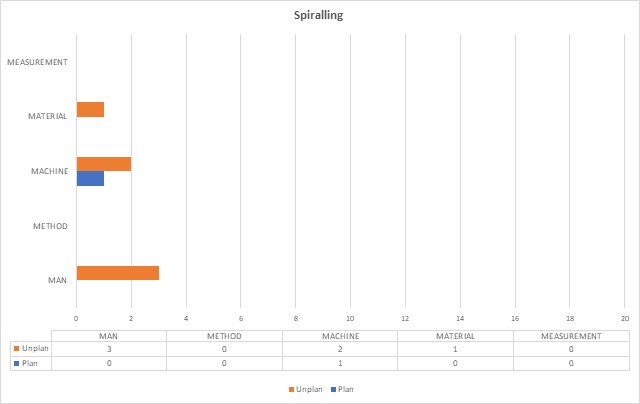 Spiralling
MEASUREMENT
MATERIAL
MACHINE
METHOD
MAN
0 2 4 6 8 10 12 14 16 18 20
MAN METHOD MACHINE MATERIAL MEASUREMENT
Unplan 3 0 2 1 0
Plan 0 0 1 0 0
Unplan Plan